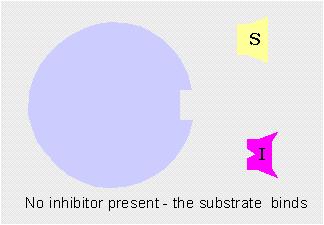 S
I
No inhibitor present - the substrate binds